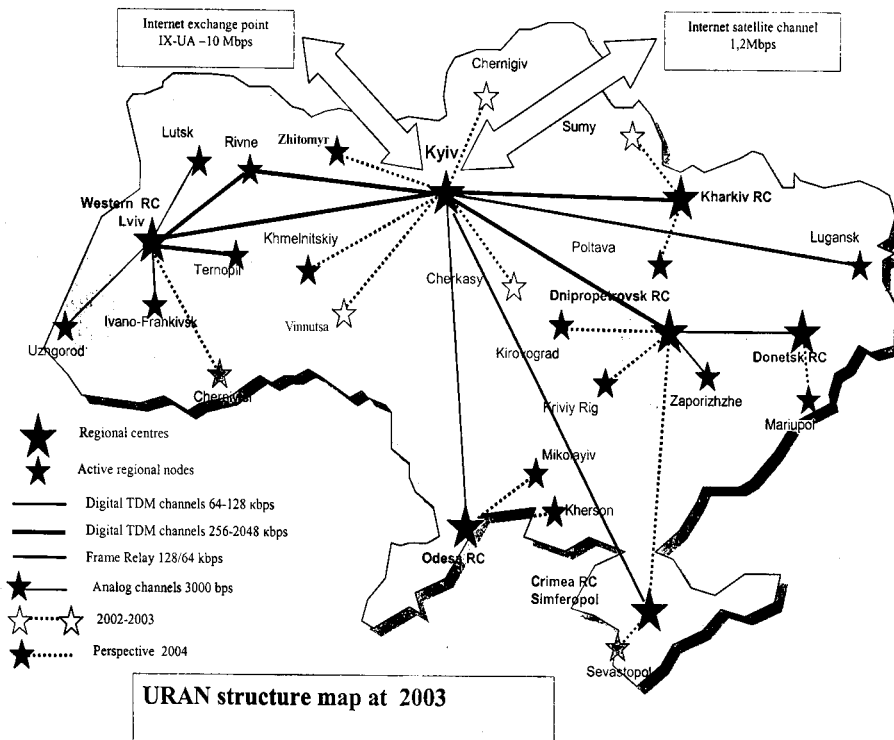 Internet exchange point
IX-UA –10 Mbps
Internet satellite channel
1,2Mbps
Chernigiv
Sumy
Lutsk
Rivne
Zhitomyr
Kyiv
Kharkiv RC
Western RC
Lviv
Khmelnitskiy
Ternopil
Poltava
Lugansk
Cherkasy
Dnipropetrovsk RC
Ivano-Frankivsk
Vinnutsa
Uzhgorod
Kirovograd
Donetsk RC
Chernivtsi
Kriviy Rig
Zaporizhzhe
Mariupol
Regional centres
Active regional nodes
Mikolayiv
Kherson
Digital TDM channels 64-128 кbps
Digital TDM channels 256-2048 кbps
Odesa RC
Frame Relay 128/64 kbps
Analog channels 3000 bps
Crimea RC
Simferopol
2002-2003
Perspective 2004
Sevastopol
URAN structure map at 2003